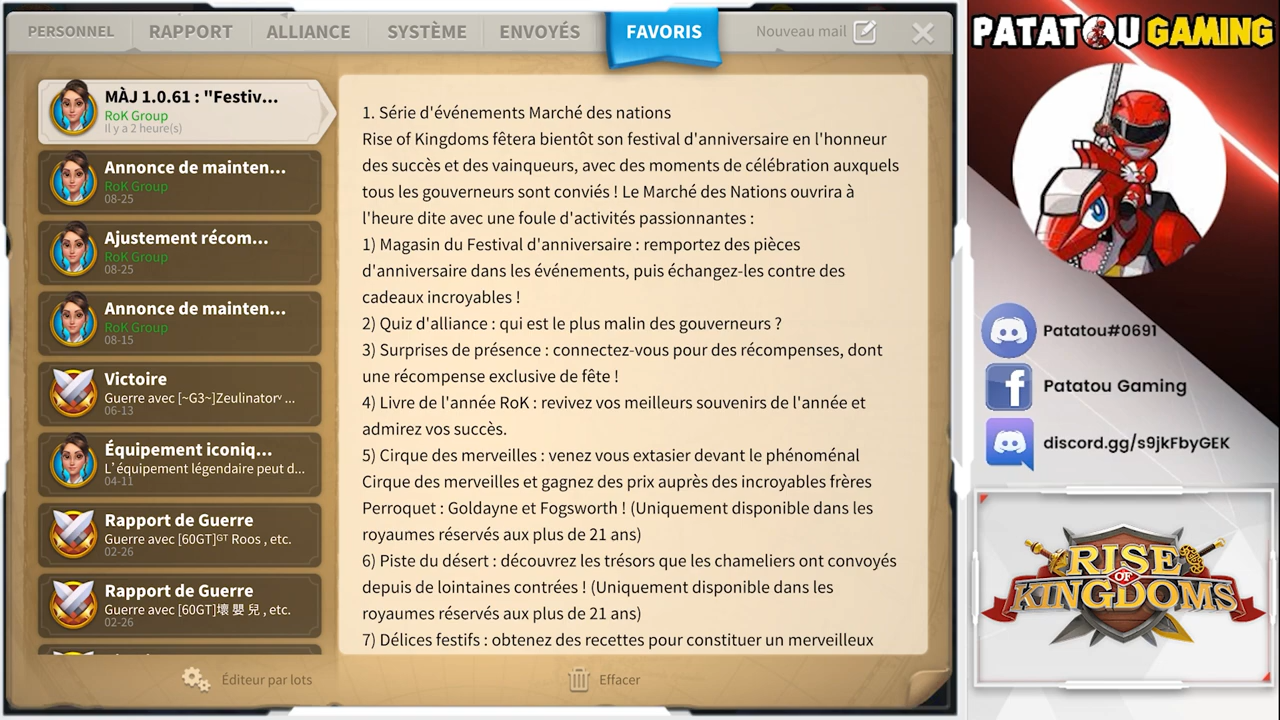 PERSONNEL
RAPPORT
ALLIANCE
SYSTÈME
ENVOYÉS
FAVORIS
Nouveau mail
MÀJ 1.0.61 : "Festiv...
RoK Group
Il y a 2 heure(s)
Annonce de mainten...
RoK Group
08-25
Ajustement récom...
RoK Group
08-25
Annonce de mainten...
RoK Group
08-15
Victoire
Guerre avec [~G3~]Zeulinatorᵛ ...
06-13
Équipement iconiq...
L'équipement légendaire peut d...
04-11
Rapport de Guerre
Guerre avec [60GT]ᴳᵀ Roos , etc.
02-26
Rapport de Guerre
Guerre avec [60GT]壞 嬰 兒 , etc.
02-26
1. Série d'événements Marché des nations
Rise of Kingdoms fêtera bientôt son festival d'anniversaire en l'honneur
des succès et des vainqueurs, avec des moments de célébration auxquels
tous les gouverneurs sont conviés ! Le Marché des Nations ouvrira à
l'heure dite avec une foule d'activités passionnantes :
1) Magasin du Festival d'anniversaire : remportez des pièces
d'anniversaire dans les événements, puis échangez-les contre des
cadeaux incroyables !
2) Quiz d'alliance : qui est le plus malin des gouverneurs ?
3) Surprises de présence : connectez-vous pour des récompenses, dont
une récompense exclusive de fête !
4) Livre de l'année RoK : revivez vos meilleurs souvenirs de l'année et
admirez vos succès.
5) Cirque des merveilles : venez vous extasier devant le phénoménal
Cirque des merveilles et gagnez des prix auprès des incroyables frères
Perroquet : Goldayne et Fogsworth ! (Uniquement disponible dans les
royaumes réservés aux plus de 21 ans)
6) Piste du désert : découvrez les trésors que les chameliers ont convoyés
depuis de lointaines contrées ! (Uniquement disponible dans les
royaumes réservés aux plus de 21 ans)
7) Délices festifs : obtenez des recettes pour constituer un merveilleux
Éditeur par lots
Effacer
PATATOU GAMING
Patatou#0691
Patatou Gaming
discord.gg/s9jkFbyGEK
RISE
OF
KINGDOMS